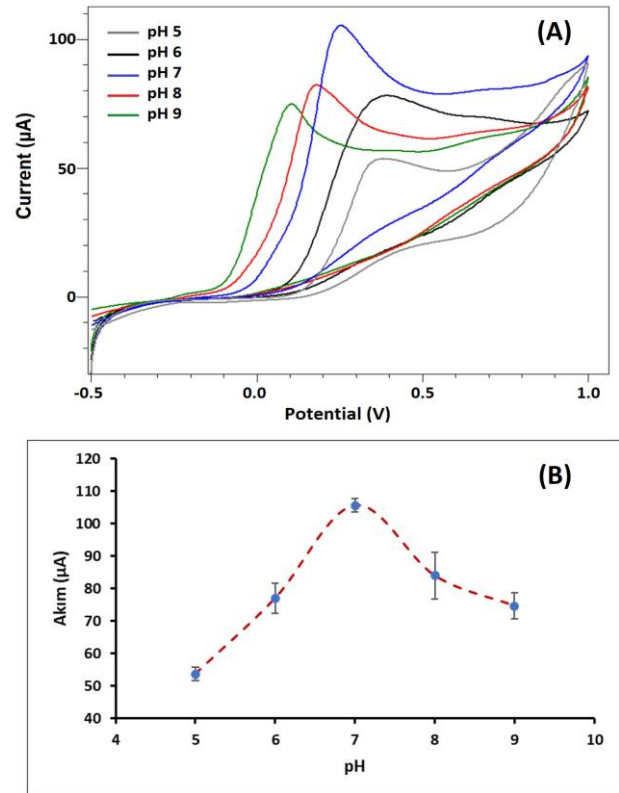 (A)
pH 5
pH 6
pH 7
pH 8
pH 9
Current (µA)
100
50
0
-0.5 0.0 0.5 1.0
Potential (V)
(B)
Akım (µA)
120
110
100
90
80
70
60
50
40
4 5 6 7 8 9 10
pH